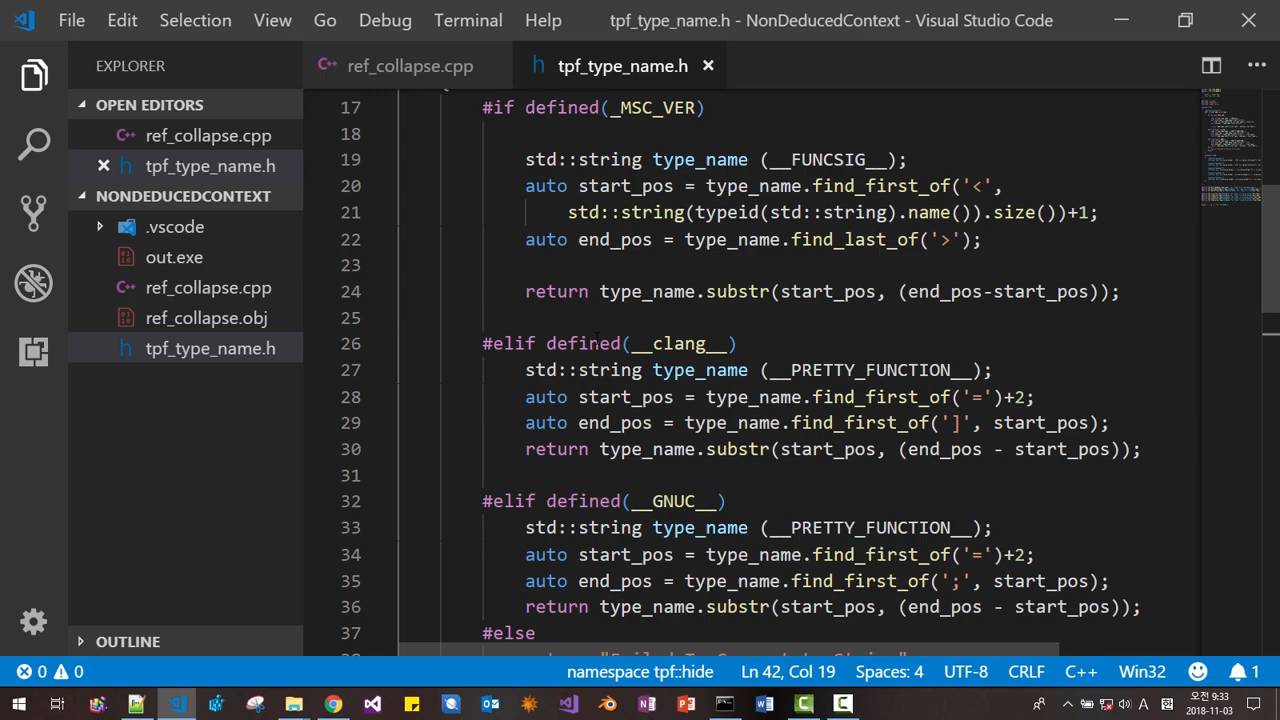 File Edit Selection View Go Debug Terminal Help tpf_type_name.h - NonDeducedContext - Visual Studio Code
EXPLORER
OPEN EDITORS
ref_collapse.cpp
tpf_type_name.h
NONDEDUCEDCONTEXT
.vscode
out.exe
ref_collapse.cpp
ref_collapse.obj
tpf_type_name.h
OUTLINE
ref_collapse.cpp tpf_type_name.h
17 #if defined(_MSC_VER)
18
19 std::string type_name (__FUNCSIG__);
20 auto start_pos = type_name.find_first_of('<',
21 std::string(typeid(std::string).name()).size())+1;
22 auto end_pos = type_name.find_last_of('>');
23
24 return type_name.substr(start_pos, (end_pos-start_pos));
25
26 #elif defined(__clang__)
27 std::string type_name (__PRETTY_FUNCTION__);
28 auto start_pos = type_name.find_first_of('=')+2;
29 auto end_pos = type_name.find_first_of(']', start_pos);
30 return type_name.substr(start_pos, (end_pos - start_pos));
31
32 #elif defined(__GNUC__)
33 std::string type_name (__PRETTY_FUNCTION__);
34 auto start_pos = type_name.find_first_of('=')+2;
35 auto end_pos = type_name.find_first_of(';', start_pos);
36 return type_name.substr(start_pos, (end_pos - start_pos));
37 #else
0 0 namespace tpf::hide Ln 42, Col 19 Spaces: 4 UTF-8 CRLF C++ Win32 1
A 오전 9:33
2018-11-03